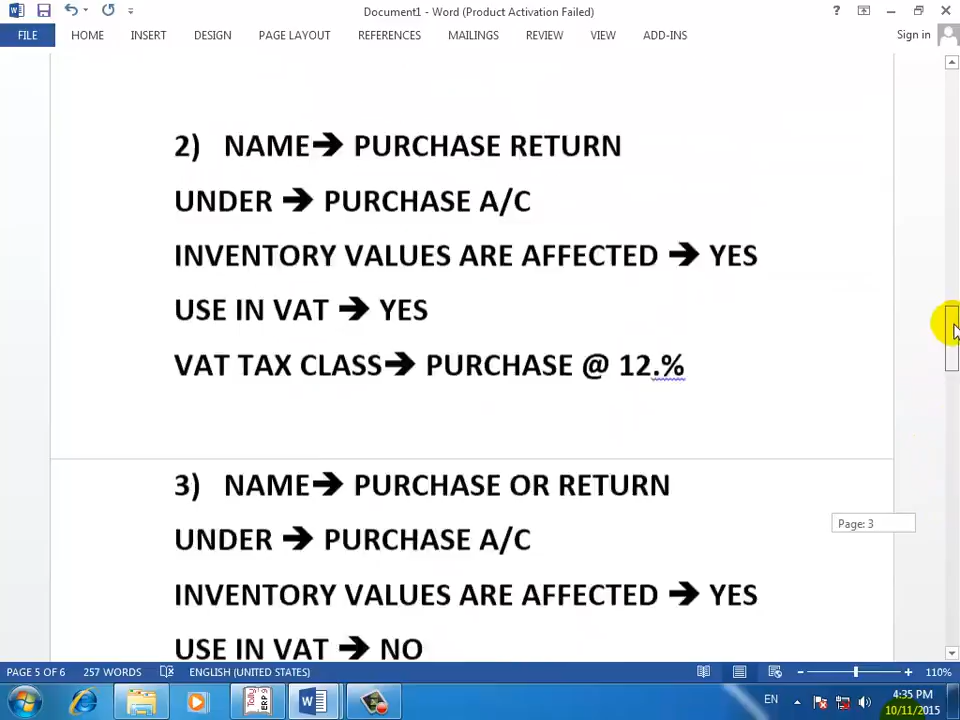 Document1 - Word (Product Activation Failed)
FILE HOME INSERT DESIGN PAGE LAYOUT REFERENCES MAILINGS REVIEW VIEW ADD-INS Sign in
2) NAME➔ PURCHASE RETURN
UNDER ➔ PURCHASE A/C
INVENTORY VALUES ARE AFFECTED ➔ YES
USE IN VAT ➔ YES
VAT TAX CLASS➔ PURCHASE @ 12.%
3) NAME➔ PURCHASE OR RETURN
Page: 3
UNDER ➔ PURCHASE A/C
INVENTORY VALUES ARE AFFECTED ➔ YES
USE IN VAT ➔ NO
PAGE 5 OF 6 257 WORDS ENGLISH (UNITED STATES) 110%
EN 4:35 PM
10/11/2015